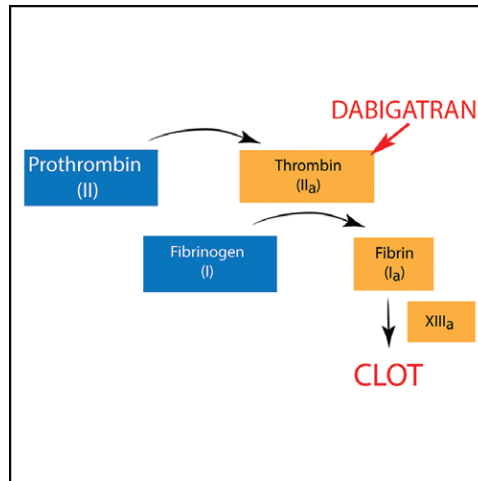 DABIGATRAN
Prothrombin
(II)
Thrombin
(IIa)
Fibrinogen
(I)
Fibrin
(Ia)
XIIIa
CLOT